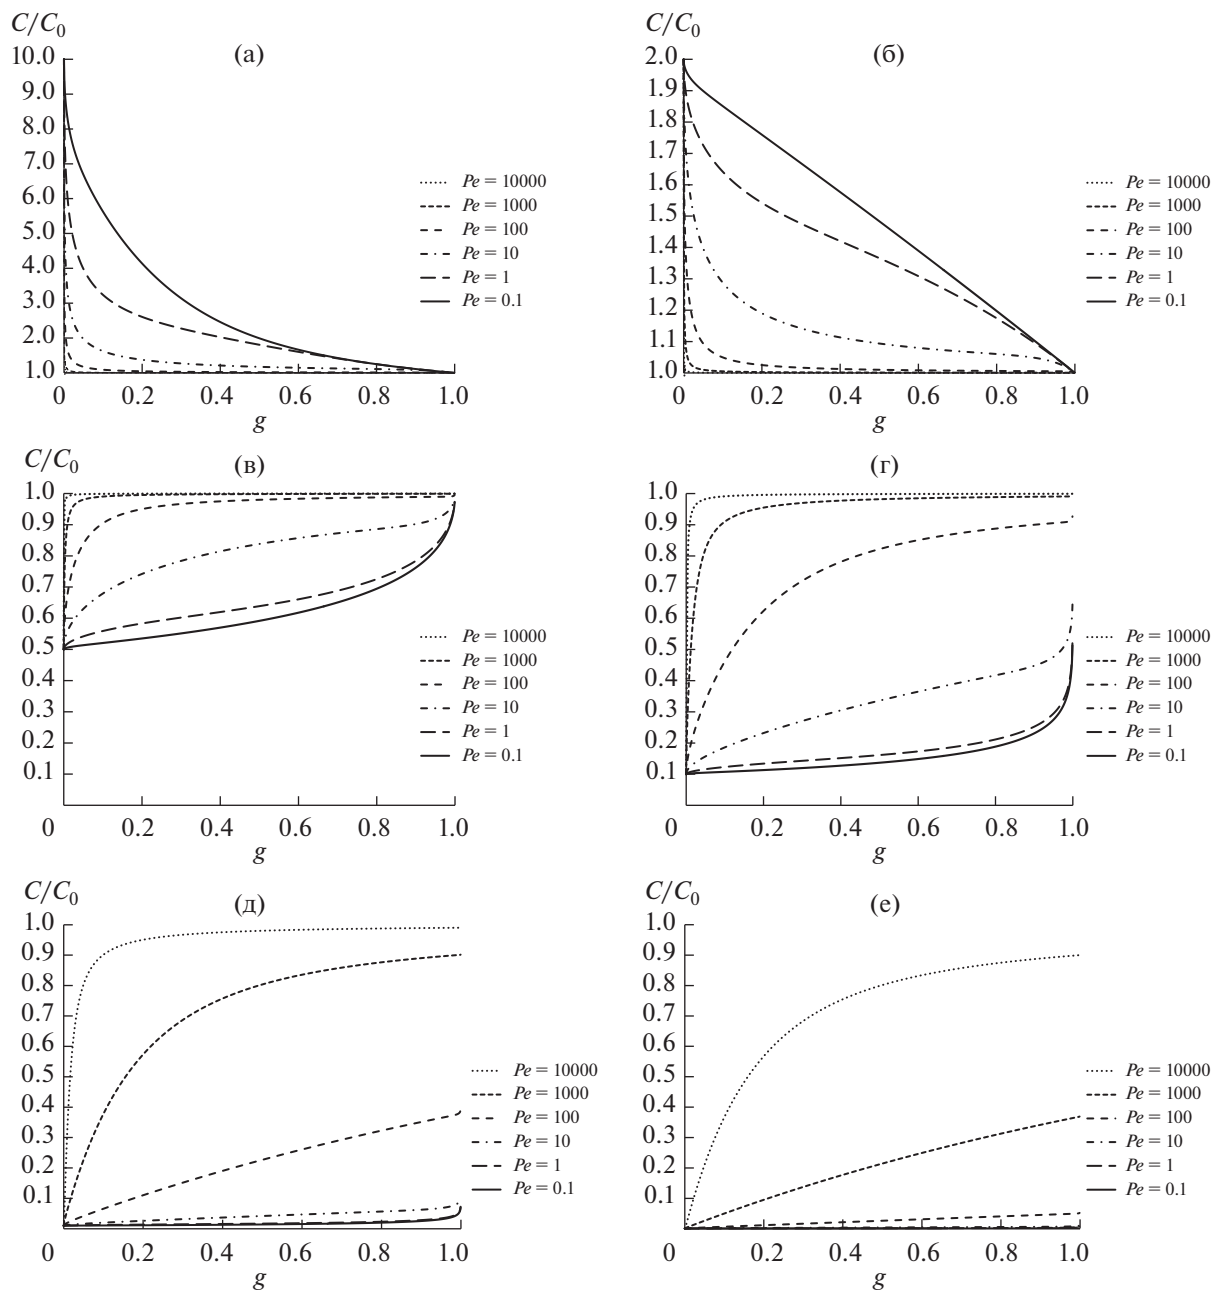 C/C0 (а)
10.0
9.0
8.0
7.0
6.0
5.0
4.0
3.0
2.0
1.0
0 0.2 0.4 0.6 0.8 1.0
g
Pe = 10000
Pe = 1000
Pe = 100
Pe = 10
Pe = 1
Pe = 0.1
C/C0 (б)
2.0
1.9
1.8
1.7
1.6
1.5
1.4
1.3
1.2
1.1
1.0
0 0.2 0.4 0.6 0.8 1.0
g
Pe = 10000
Pe = 1000
Pe = 100
Pe = 10
Pe = 1
Pe = 0.1
C/C0 (в)
1.0
0.9
0.8
0.7
0.6
0.5
0.4
0.3
0.2
0.1
0 0.2 0.4 0.6 0.8 1.0
g
Pe = 10000
Pe = 1000
Pe = 100
Pe = 10
Pe = 1
Pe = 0.1
(г)
1.0
0.9
0.8
0.7
0.6
0.5
0.4
0.3
0.2
0.1
0 0.2 0.4 0.6 0.8 1.0
g
Pe = 10000
Pe = 1000
Pe = 100
Pe = 10
Pe = 1
Pe = 0.1
C/C0 (д)
1.0
0.9
0.8
0.7
0.6
0.5
0.4
0.3
0.2
0.1
0 0.2 0.4 0.6 0.8 1.0
g
Pe = 10000
Pe = 1000
Pe = 100
Pe = 10
Pe = 1
Pe = 0.1
C/C0 (е)
1.0
0.9
0.8
0.7
0.6
0.5
0.4
0.3
0.2
0.1
0 0.2 0.4 0.6 0.8 1.0
g
Pe = 10000
Pe = 1000
Pe = 100
Pe = 10
Pe = 1
Pe = 0.1